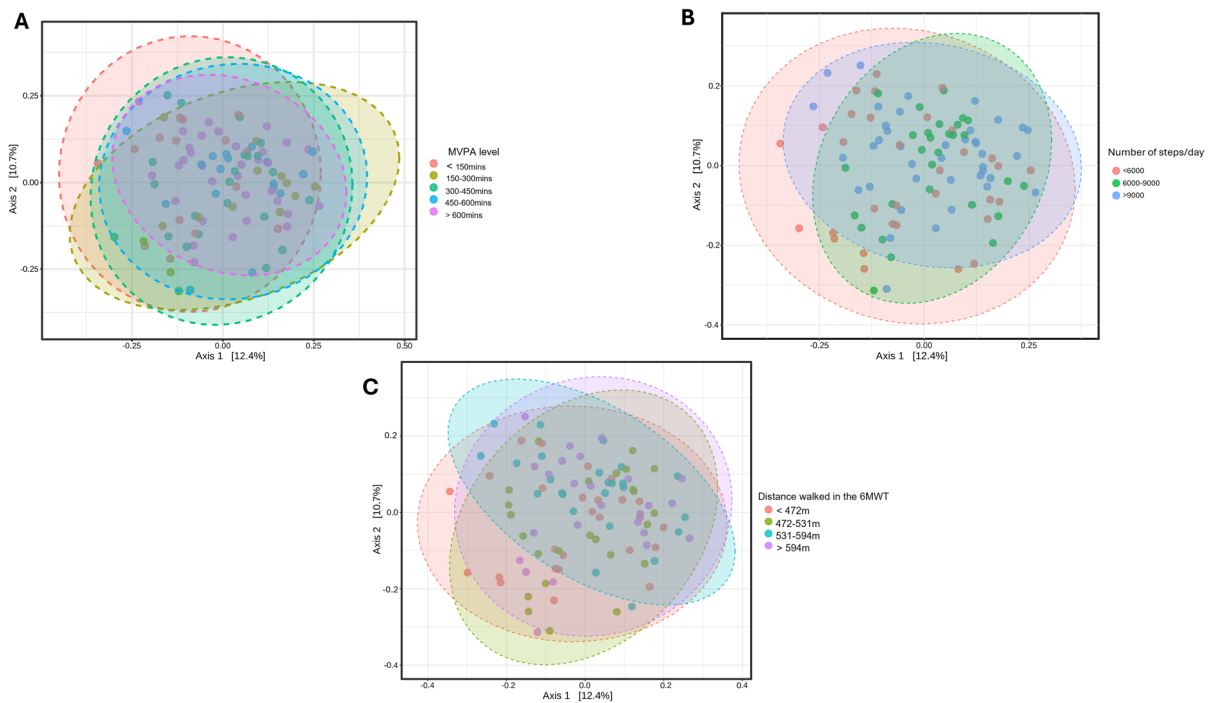 A
0.25
0.00
-0.25
Axis 2 [10.7%]
-0.25
0.00
0.25
0.50
Axis 1 [12.4%]
MVPA level
< 150mins
150-300mins
300-450mins
450-600mins
> 600mins
B
0.2
0.0
-0.2
-0.4
Axis 2 [10.7%]
-0.25
0.00
0.25
Axis 1 [12.4%]
Number of steps/day
<6000
6000-9000
>9000
C
0.2
0.0
-0.2
-0.4
Axis 2 [10.7%]
-0.4
-0.2
0.0
0.2
0.4
Axis 1 [12.4%]
Distance walked in the 6MWT
< 472m
472-531m
531-594m
> 594m